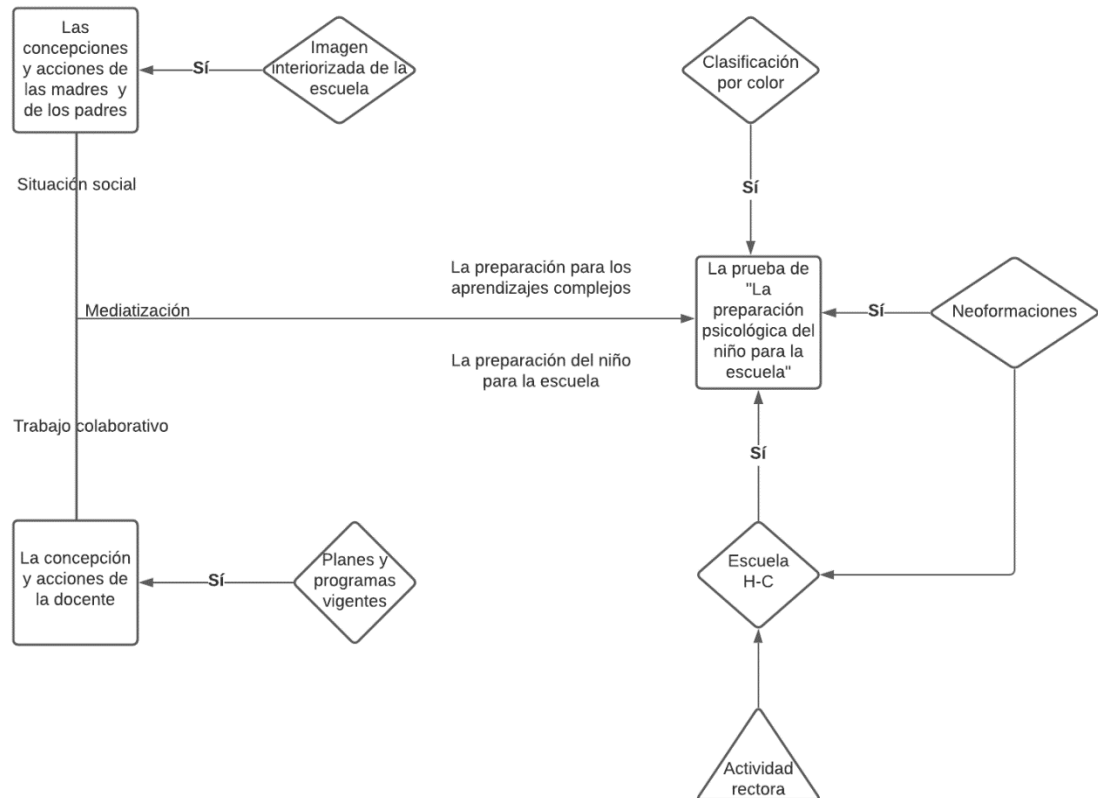 Las
concepciones
y acciones de
las madres y
de los padres
Sí
Imagen
interiorizada de la
escuela
Clasificación
por color
Situación social
Sí
La preparación para los
aprendizajes complejos
La prueba de
"La
preparación
psicológica del
niño para la
escuela"
Mediatización
Sí
Neoformaciones
La preparación del niño
para la escuela
Trabajo colaborativo
Sí
La concepción
y acciones de
la docente
Sí
Planes y
programas
vigentes
Escuela
H-C
Actividad
rectora